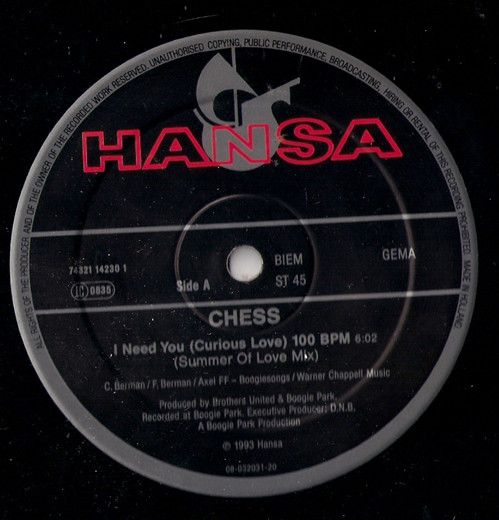 ALL RIGHTS OF THE PRODUCER AND OF THE OWNER OF THE RECORDED WORK RESERVED. UNAUTHORISED COPYING, PUBLIC PERFORMANCE, BROADCASTING, HIRING OR RENTAL OF THIS RECORDING PROHIBITED. MADE IN HOLLAND
HANSA
74321 14230 1
BIEM
GEMA
LC 0835
Side A
ST 45
CHESS
I Need You (Curious Love) 100 BPM 6:02
(Summer Of Love Mix)
C. Berman / F. Berman / Axel FF – Boogiesongs / Warner Chappell Music
Produced by Brothers United & Boogie Park.
Recorded at Boogie Park. Executive Producer: D.N.B.
A Boogie Park Production
℗ 1993 Hansa
08-032031-20